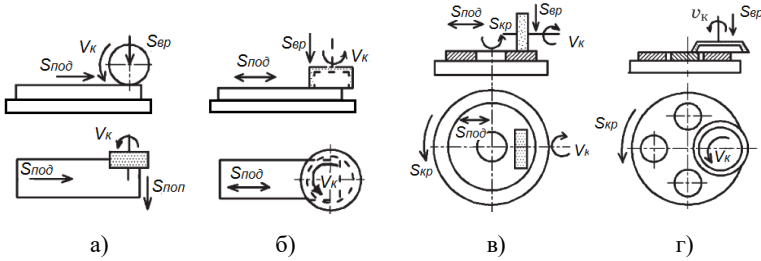 Vк Sвр
Sпод
Vк
Sпод
Sпоп
а)
Sвр Vк
Sпод
Sпод
Vк
б)
Sпод Sкр Sвр
Vк
Sпод
Vк
Sкр
в)
υк Sвр
Sкр
Vк
г)